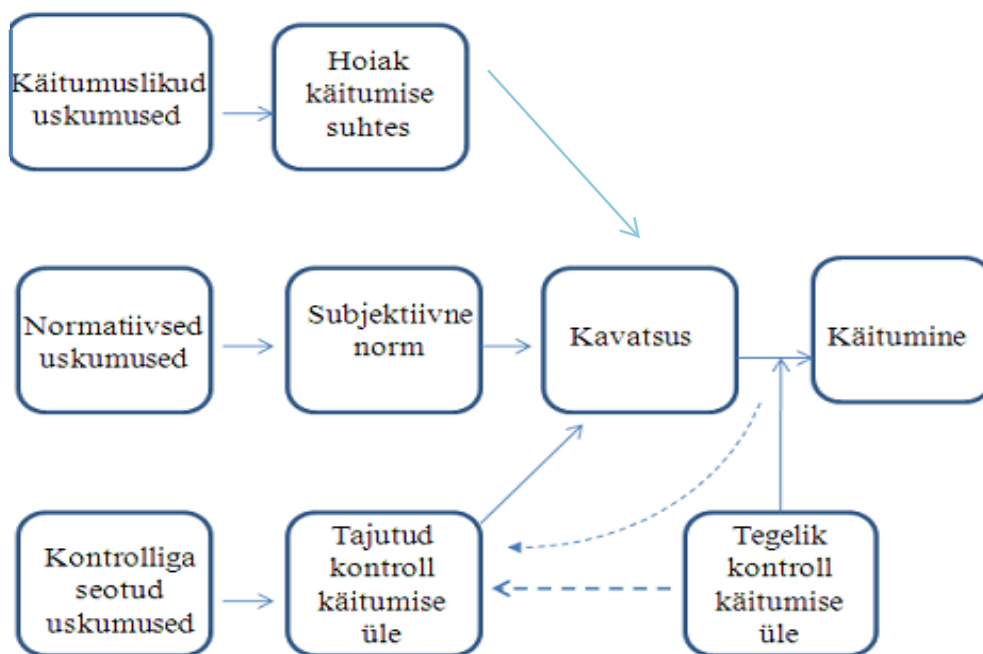 Käitumuslikud
uskumused
Hoiak
käitumise
suhtes
Normatiivsed
uskumused
Subjektiivne
norm
Kavatsus
Käitumine
Kontrolliga
seotud
uskumused
Tajutud
kontroll
käitumise
üle
Tegelik
kontroll
käitumise
üle